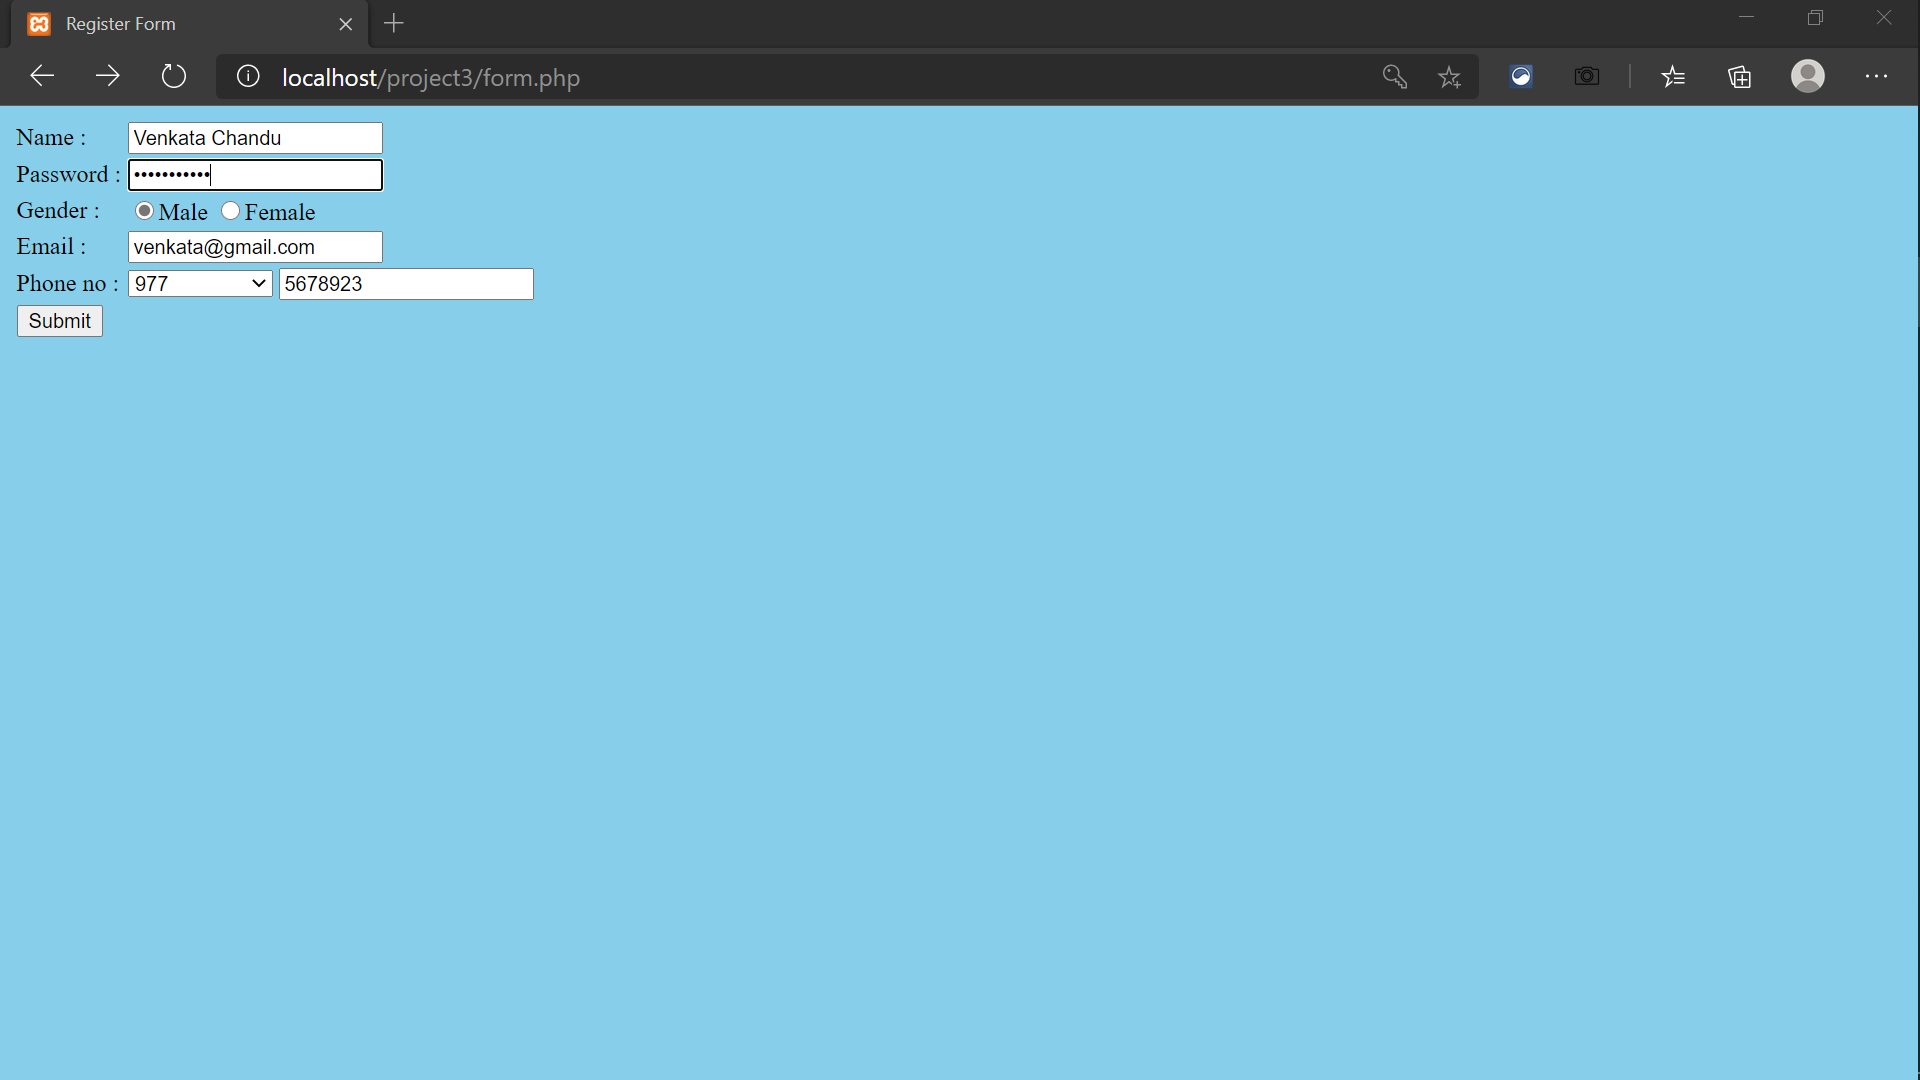 Register Form
localhost/project3/form.php
Name : Venkata Chandu
Password : •••••••••••
Gender : Male Female
Email : venkata@gmail.com
Phone no : 977 5678923
Submit